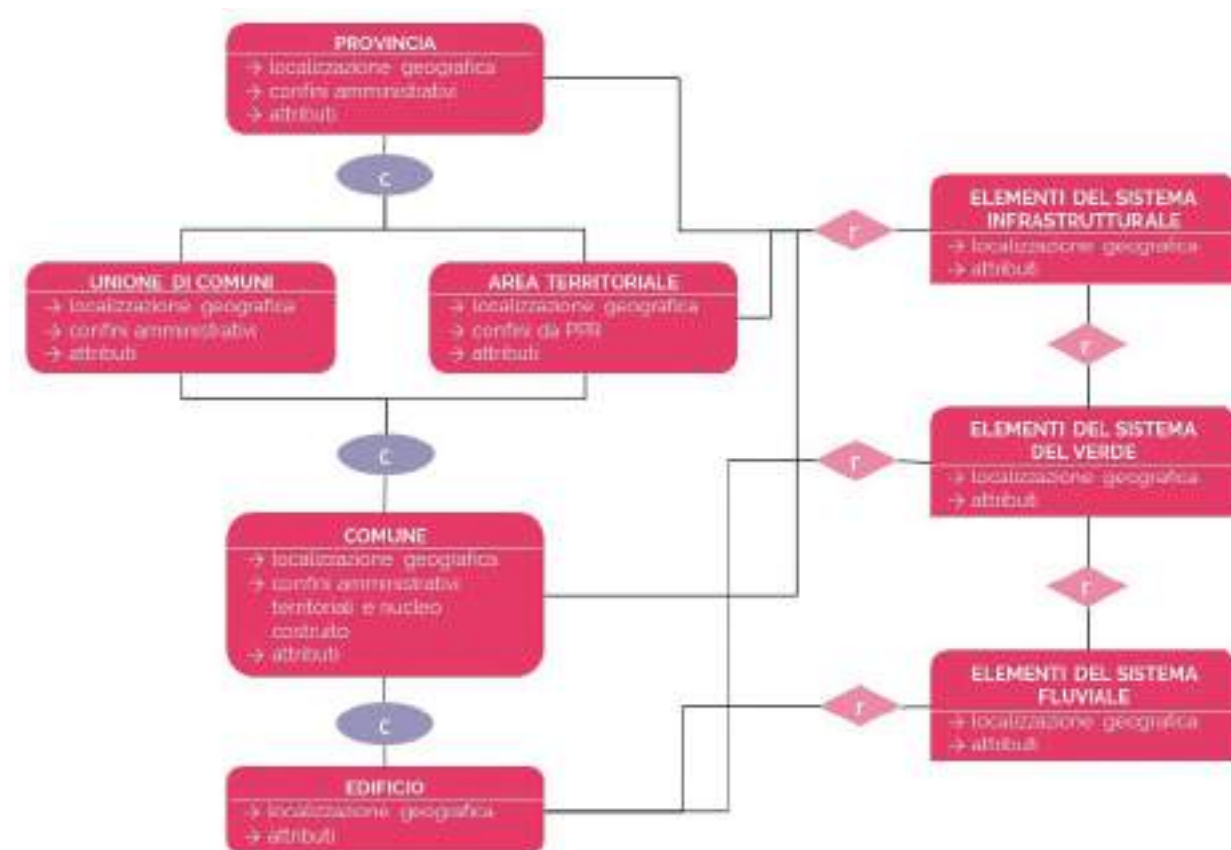 PROVINCIA
→ localizzazione geografica
→ confini amministrativi
→ attributi
c
UNIONE DI COMUNI
→ localizzazione geografica
→ confini amministrativi
→ attributi
AREA TERRITORIALE
→ localizzazione geografica
→ confini da PPR
→ attributi
c
COMUNE
→ localizzazione geografica
→ confini amministrativi
territoriali e nucleo
costruito
→ attributi
c
EDIFICIO
→ localizzazione geografica
→ attributi
r
ELEMENTI DEL SISTEMA
INFRASTRUTTURALE
→ localizzazione geografica
→ attributi
r
r
ELEMENTI DEL SISTEMA
DEL VERDE
→ localizzazione geografica
→ attributi
r
r
ELEMENTI DEL SISTEMA
FLUVIALE
→ localizzazione geografica
→ attributi